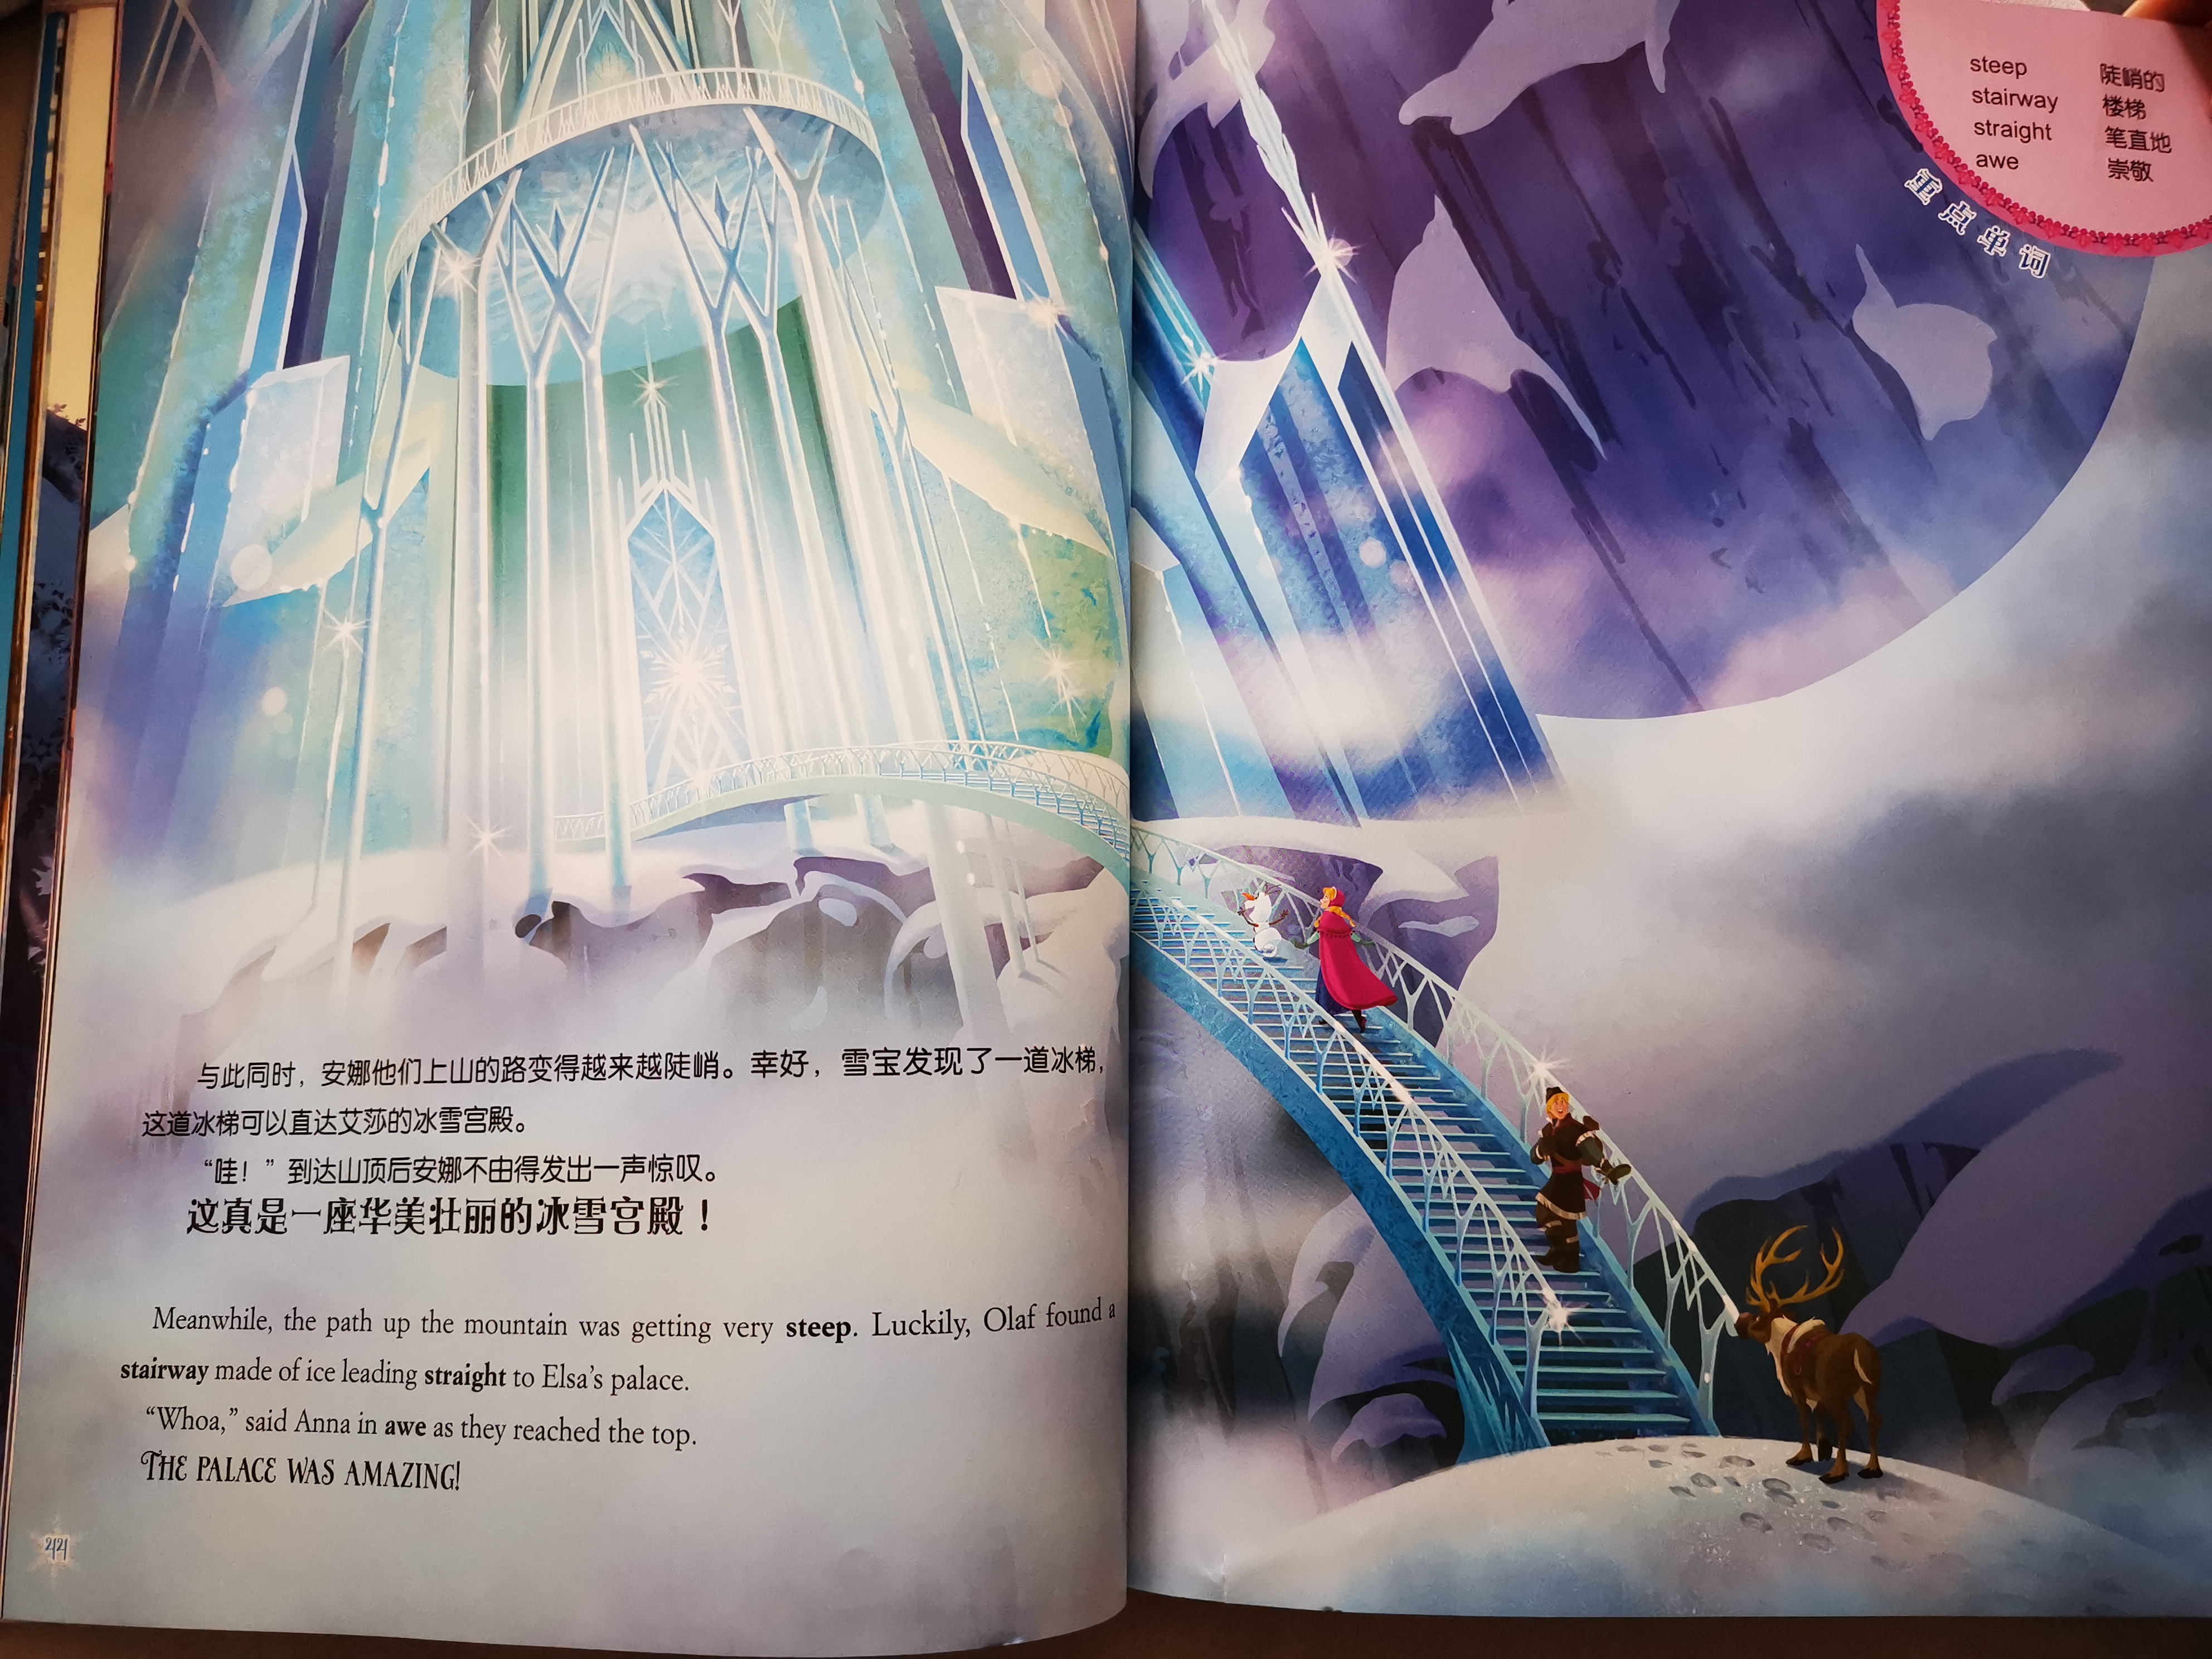 与此同时，安娜他们上山的路变得越来越陡峭。幸好，雪宝发现了一道冰梯，
这道冰梯可以直达艾莎的冰雪宫殿。
“哇！”到达山顶后安娜不由得发出一声惊叹。
这真是一座华美壮丽的冰雪宫殿！
Meanwhile, the path up the mountain was getting very steep. Luckily, Olaf found a
stairway made of ice leading straight to Elsa's palace.
“Whoa,” said Anna in awe as they reached the top.
THE PALACE WAS AMAZING!
44
steep 陡峭的
stairway 楼梯
straight 笔直地
awe 崇敬
重点单词